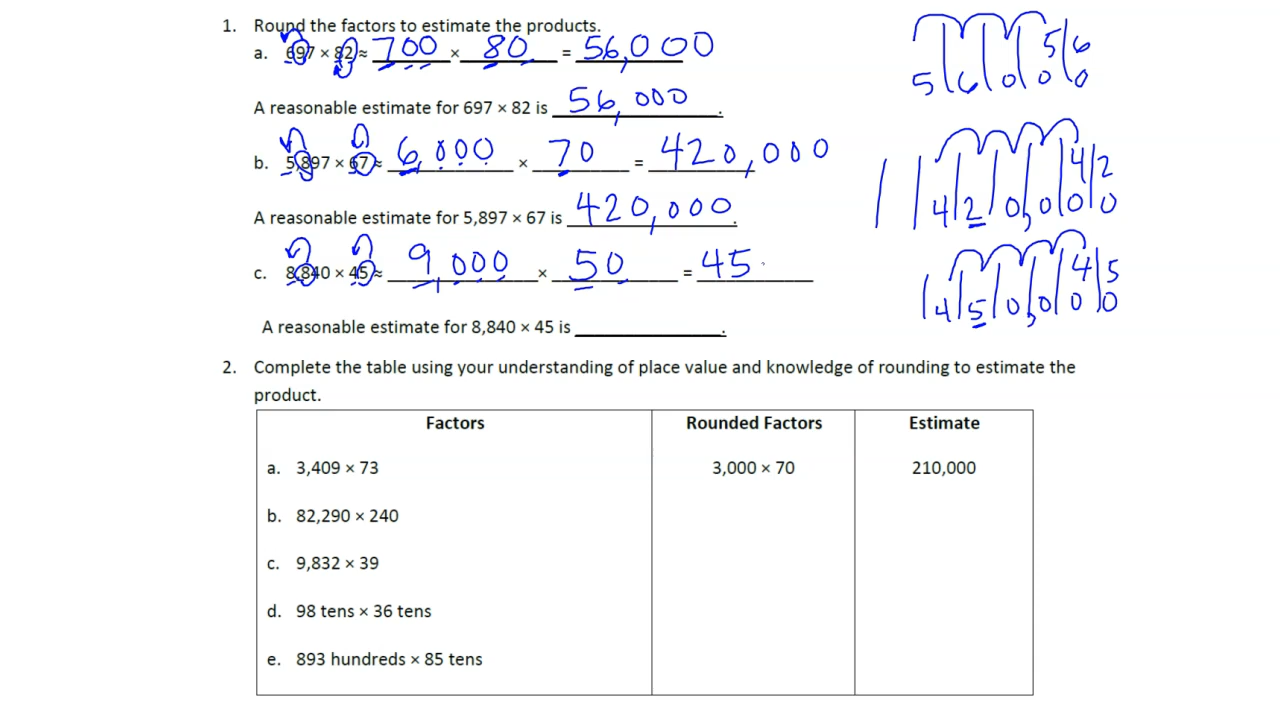 1. Round the factors to estimate the products.
a. 697 × 82 ≈ 700 × 80 = 56,000
A reasonable estimate for 697 × 82 is 56,000.
b. 5,897 × 67 ≈ 6,000 × 70 = 420,000
A reasonable estimate for 5,897 × 67 is 420,000.
c. 8,840 × 45 ≈ 9,000 × 50 = 45
A reasonable estimate for 8,840 × 45 is ____.
5 6
5 6 0 0 0
4 2
4 2 0, 0 0 0
4 5
4 5 0, 0 0 0
2. Complete the table using your understanding of place value and knowledge of rounding to estimate the
product.
Factors Rounded Factors Estimate
a. 3,409 × 73 3,000 × 70 210,000
b. 82,290 × 240
c. 9,832 × 39
d. 98 tens × 36 tens
e. 893 hundreds × 85 tens